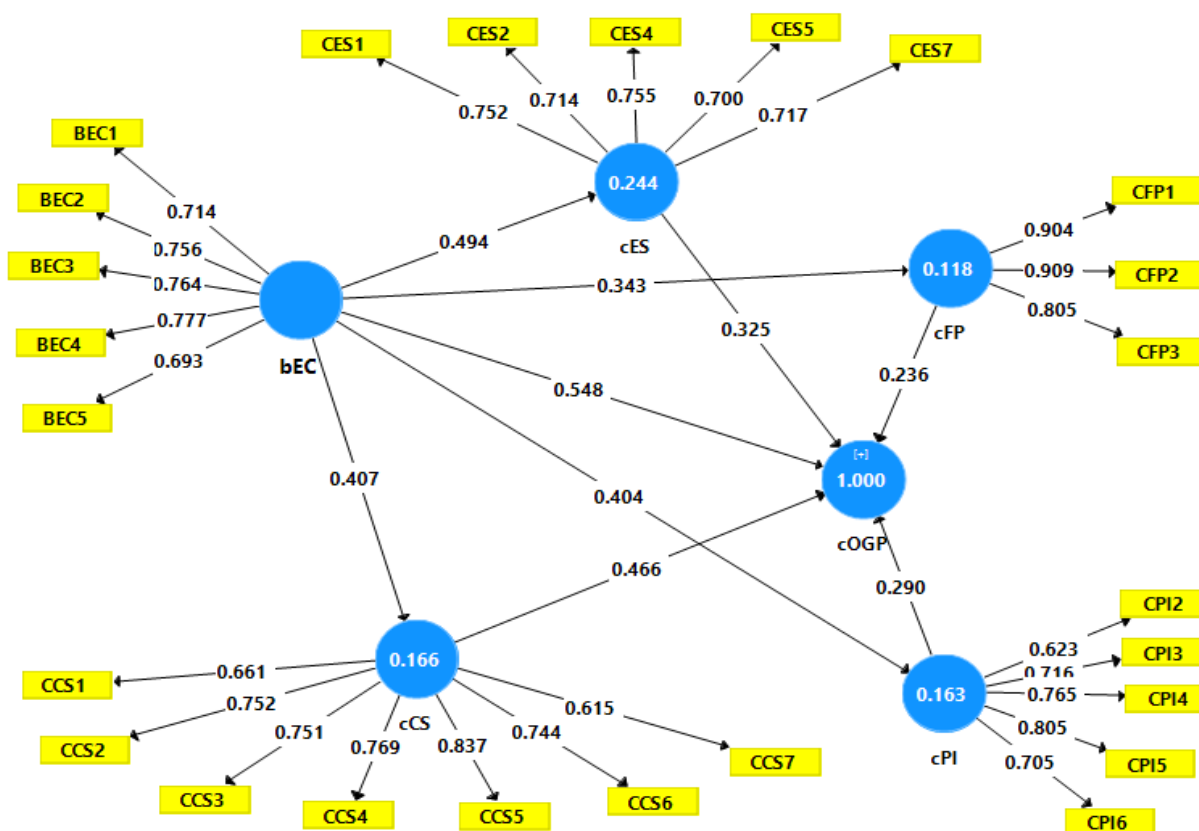 CES1
CES2
CES4
CES5
CES7
0.752
0.714
0.755
0.700
0.717
0.244
cES
BEC1
BEC2
BEC3
BEC4
BEC5
0.714
0.756
0.764
0.777
0.693
bEC
0.494
0.343
0.325
0.548
0.404
0.407
CFP1
CFP2
CFP3
0.904
0.909
0.805
0.118
cFP
0.236
[+]
1.000
cOGP
0.466
0.290
0.166
cCS
CCS1
CCS2
CCS3
CCS4
CCS5
CCS6
CCS7
0.661
0.752
0.751
0.769
0.837
0.744
0.615
0.163
cPI
0.623
0.716
0.765
0.805
0.705
CPI2
CPI3
CPI4
CPI5
CPI6